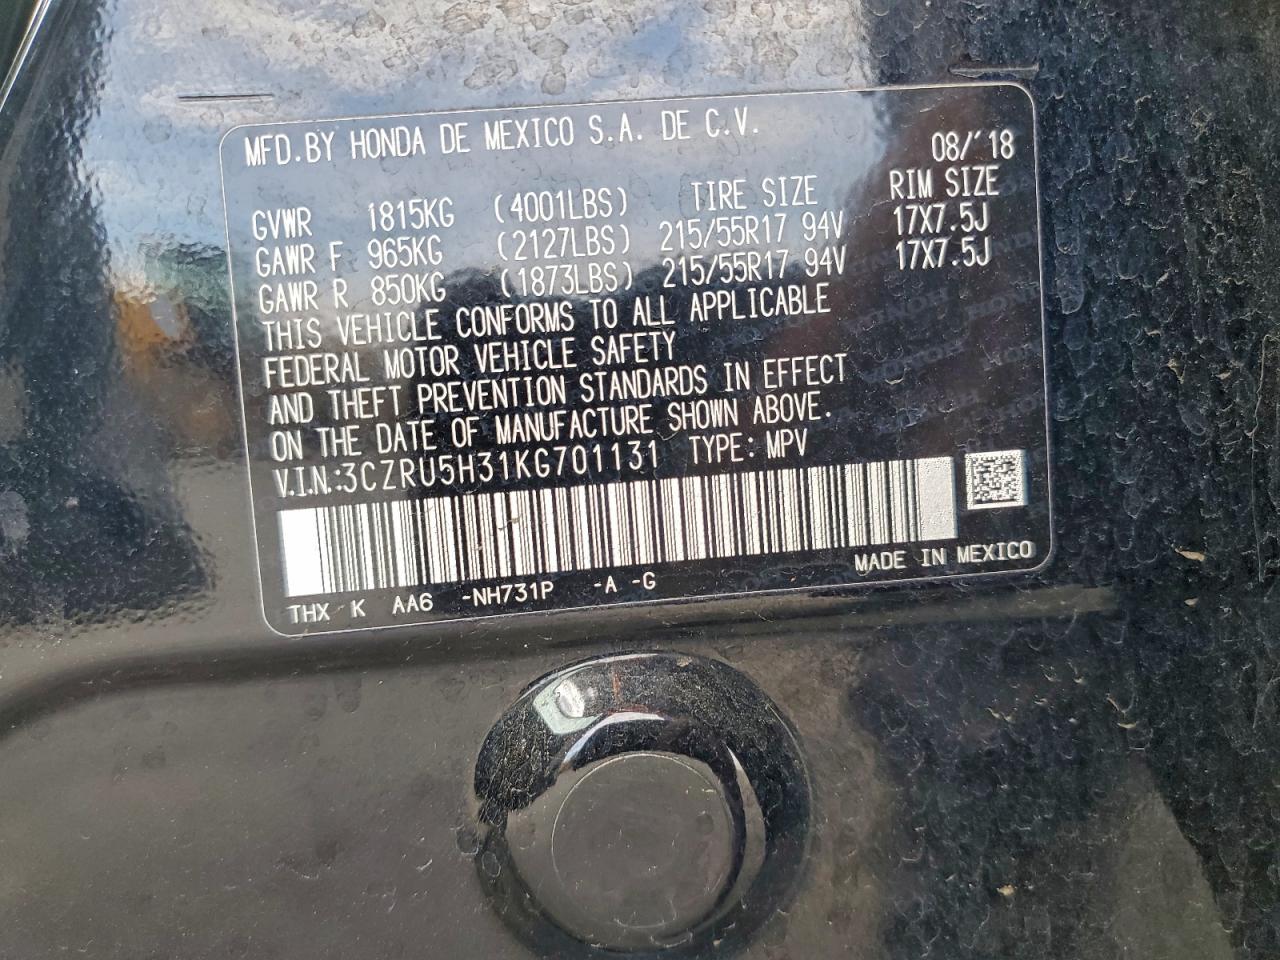 MFD.BY HONDA DE MEXICO S.A. DE C.V.
08/'18
GVWR 1815KG (4001LBS) TIRE SIZE RIM SIZE
GAWR F 965KG (2127LBS) 215/55R17 94V 17X7.5J
GAWR R 850KG (1873LBS) 215/55R17 94V 17X7.5J
THIS VEHICLE CONFORMS TO ALL APPLICABLE
FEDERAL MOTOR VEHICLE SAFETY
AND THEFT PREVENTION STANDARDS IN EFFECT
ON THE DATE OF MANUFACTURE SHOWN ABOVE.
V.I.N.:3CZRU5H31KG701131 TYPE: MPV
THX K AA6 -NH731P -A -G MADE IN MEXICO